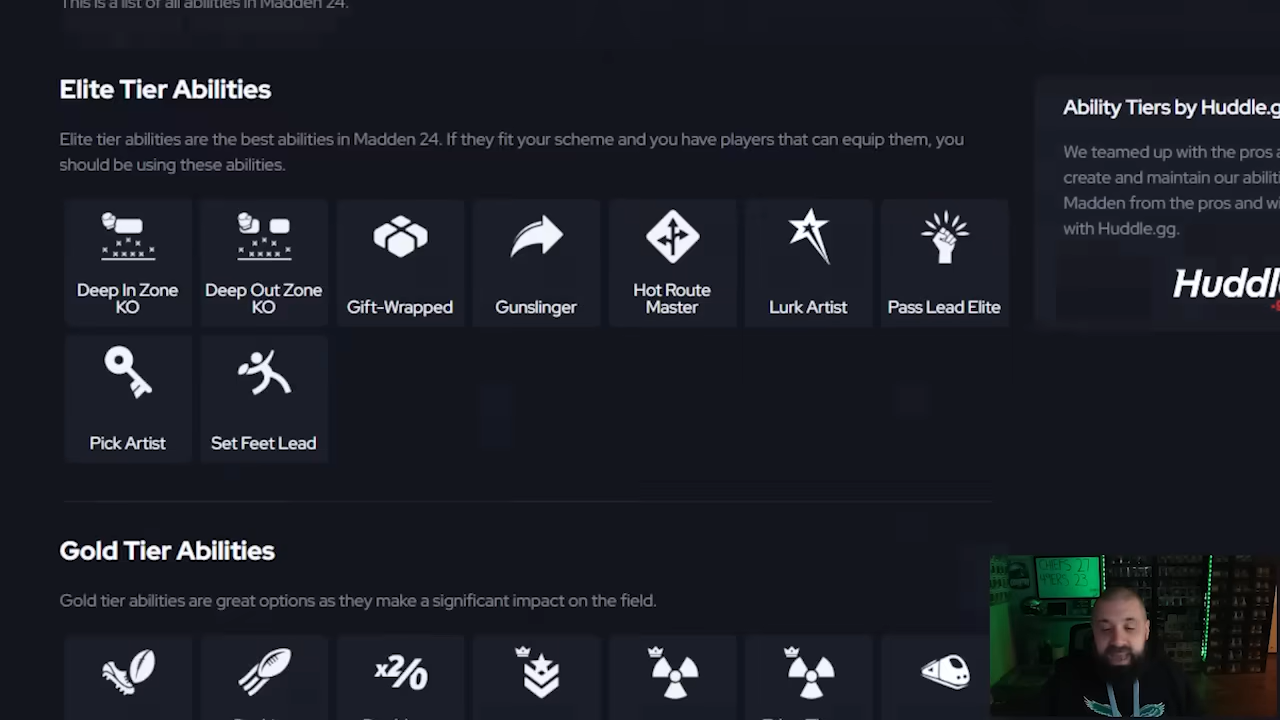 This is a list of all abilities in Madden 24.
Elite Tier Abilities
Elite tier abilities are the best abilities in Madden 24. If they fit your scheme and you have players that can equip them, you
should be using these abilities.
Ability Tiers by Huddle.g
We teamed up with the pros a
create and maintain our abiliti
Madden from the pros and wi
with Huddle.gg.
Huddl
Deep In Zone
KO
Deep Out Zone
KO
Gift-Wrapped
Gunslinger
Hot Route
Master
Lurk Artist
Pass Lead Elite
Pick Artist
Set Feet Lead
Gold Tier Abilities
Gold tier abilities are great options as they make a significant impact on the field.
x2/%
CHIEFS 27
49ERS 23